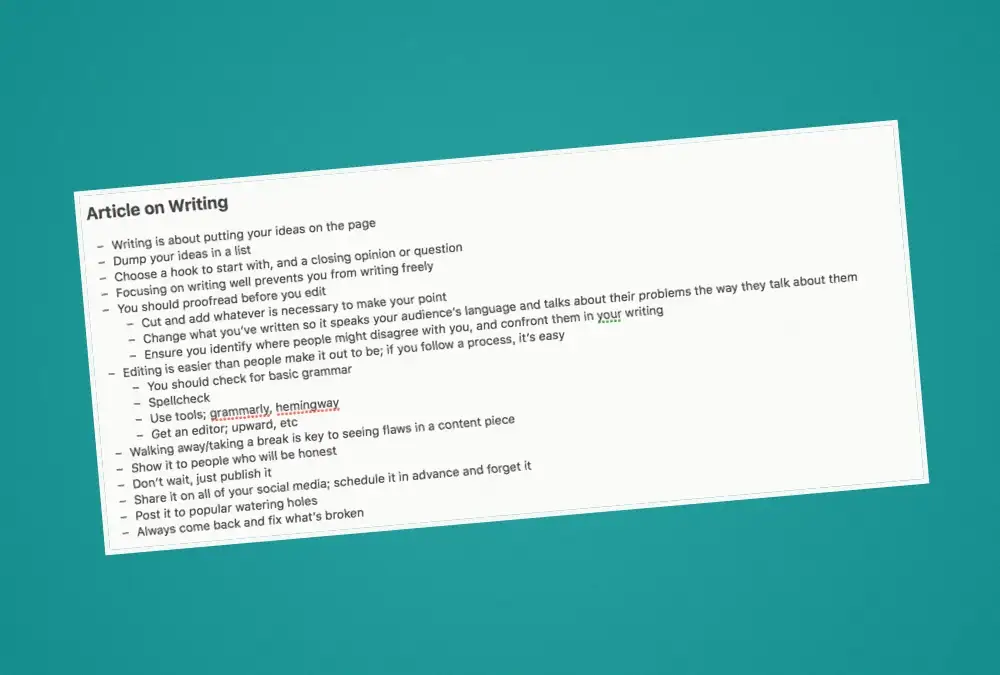 Article on Writing
– Writing is about putting your ideas on the page
– Dump your ideas in a list
– Choose a hook to start with, and a closing opinion or question
– Focusing on writing well prevents you from writing freely
– You should proofread before you edit
– Cut and add whatever is necessary to make your point
– Change what you’ve written so it speaks your audience’s language and talks about their problems the way they talk about them
– Ensure you identify where people might disagree with you, and confront them in your writing
– Editing is easier than people make it out to be; if you follow a process, it’s easy
– You should check for basic grammar
– Spellcheck
– Use tools; grammarly, hemingway
– Get an editor; upward, etc
– Walking away/taking a break is key to seeing flaws in a content piece
– Show it to people who will be honest
– Don’t wait, just publish it
– Share it on all of your social media; schedule it in advance and forget it
– Post it to popular watering holes
– Always come back and fix what’s broken